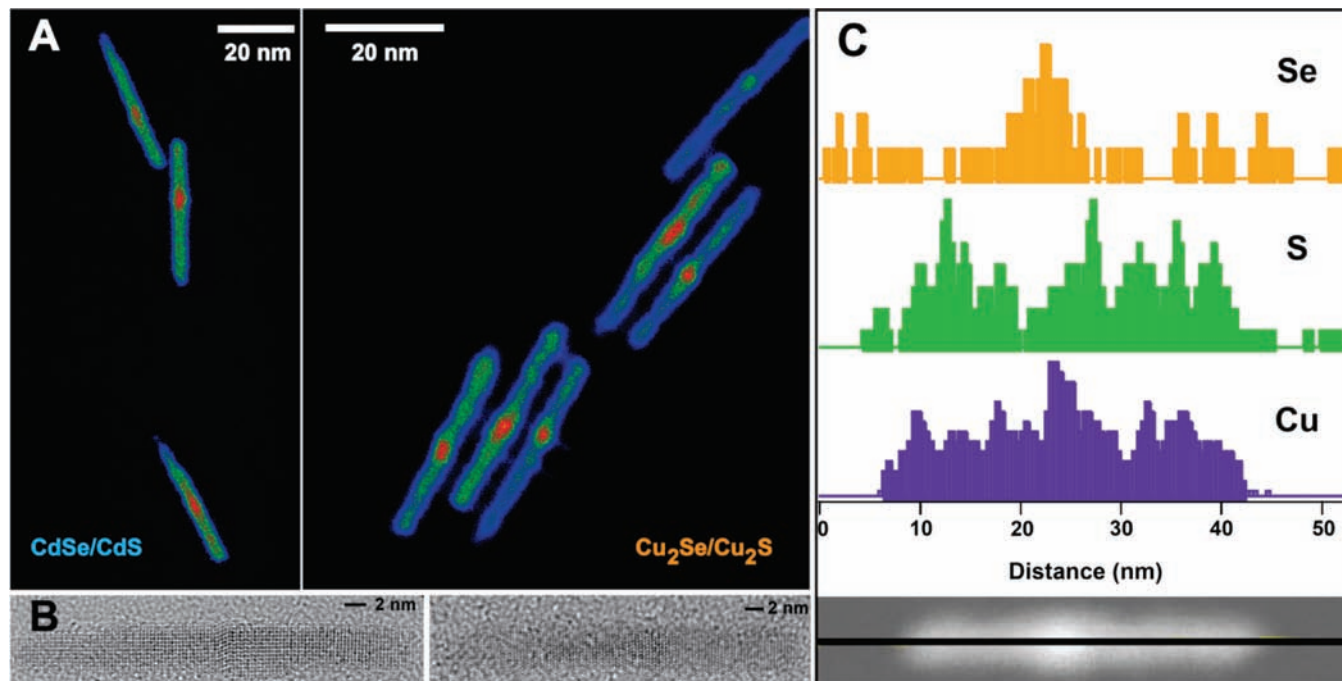 A
20 nm
20 nm
CdSe/CdS
Cu₂Se/Cu₂S
B
2 nm
2 nm
C
Se
S
Cu
0 10 20 30 40 50
Distance (nm)